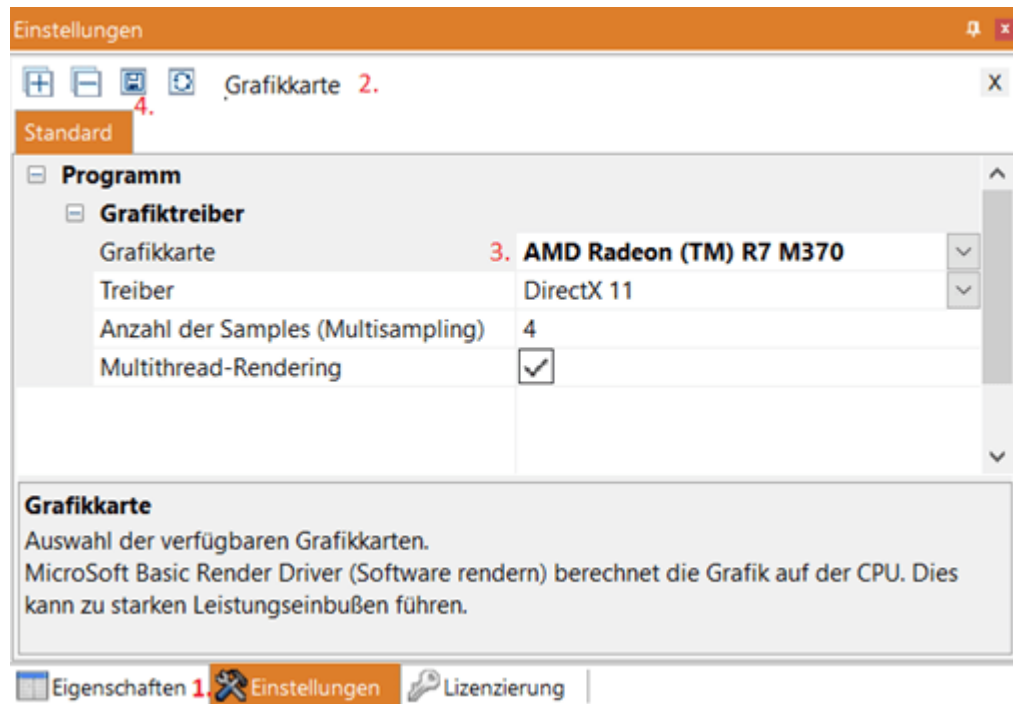 Einstellungen
Grafikkarte 2.
4.
Standard
Programm
Grafiktreiber
Grafikkarte 3. AMD Radeon (TM) R7 M370
Treiber DirectX 11
Anzahl der Samples (Multisampling) 4
Multithread-Rendering
Grafikkarte
Auswahl der verfügbaren Grafikkarten.
MicroSoft Basic Render Driver (Software rendern) berechnet die Grafik auf der CPU. Dies
kann zu starken Leistungseinbußen führen.
Eigenschaften 1. Einstellungen Lizenzierung